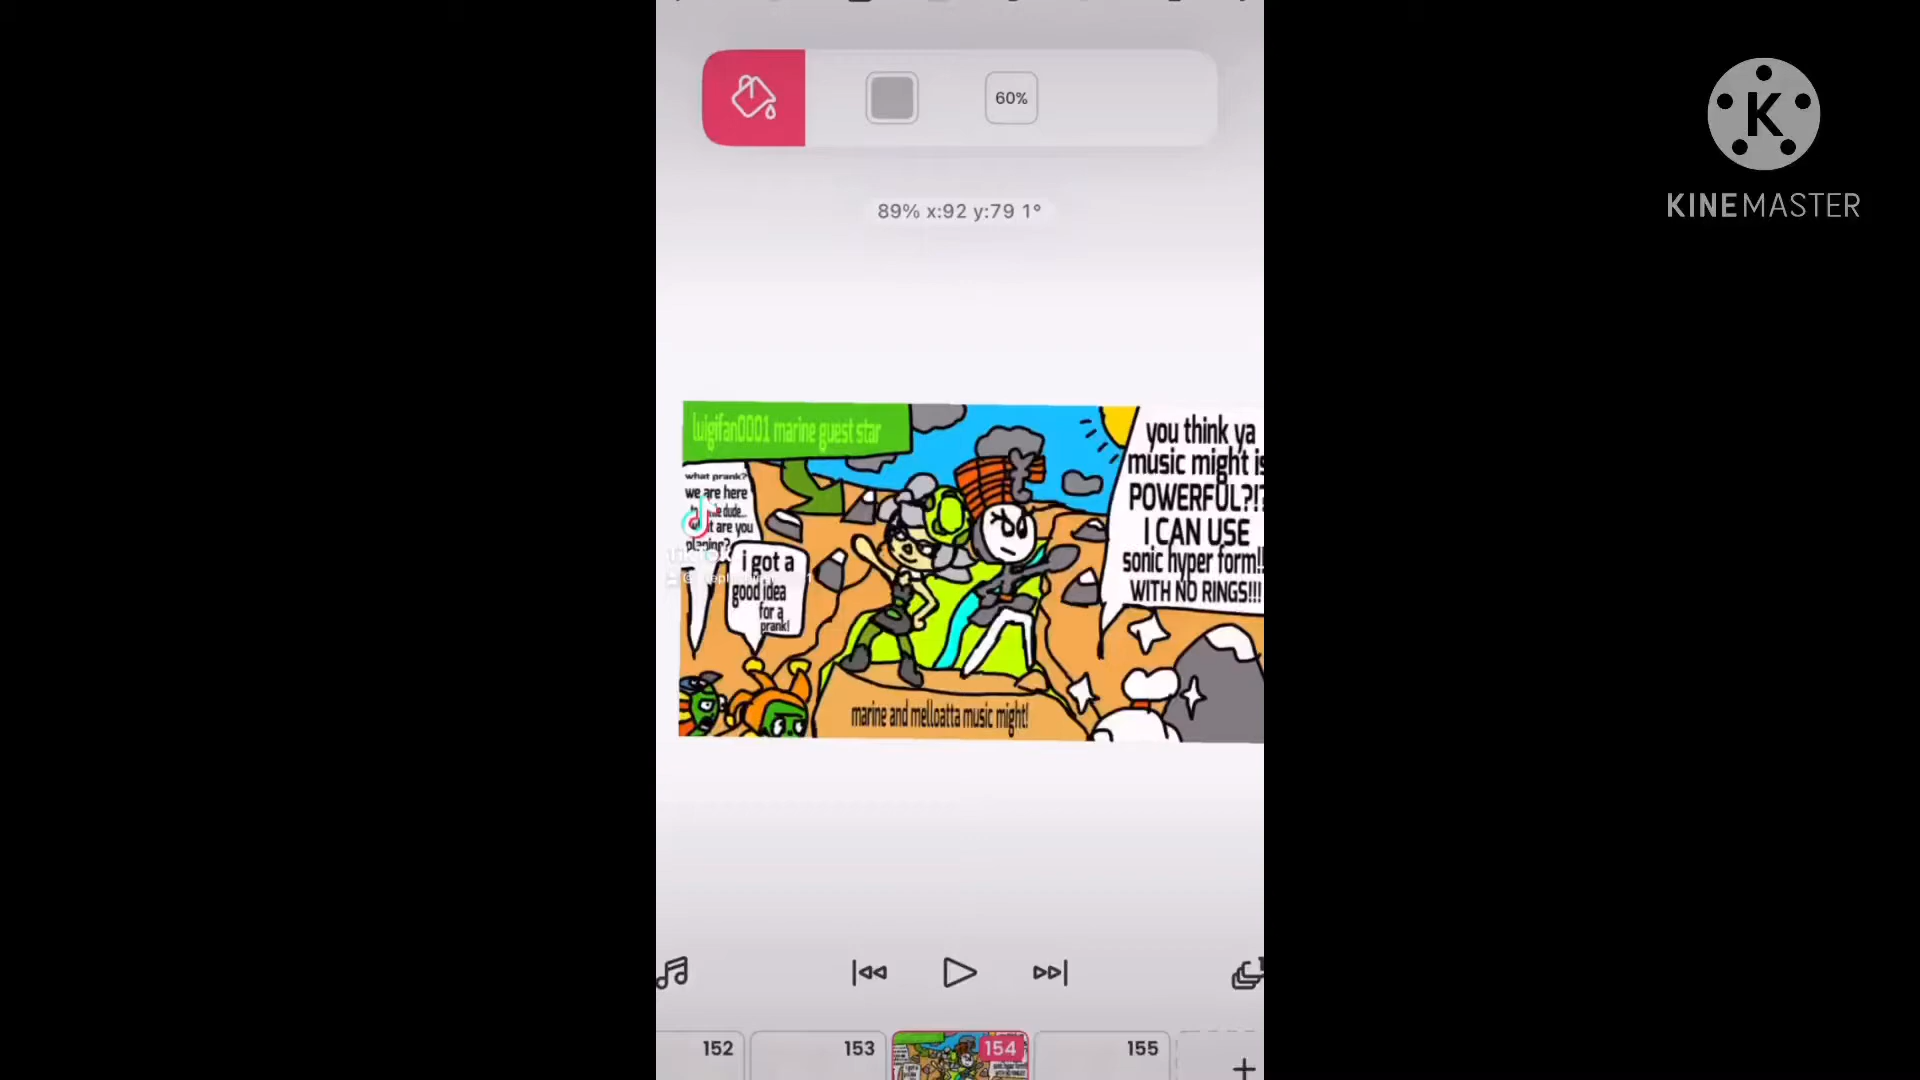 60%
KINEMASTER
89% x:92 y:79 1°
luigifan0001 marine guest star
what prank?
we are here
dude...
are you
i got a
good idea
for a
prank!
you think ya
music might is
POWERFUL?!?
I CAN USE
sonic hyper form!!
WITH NO RINGS!!!
marine and melloatta music might!
152
153
154
155